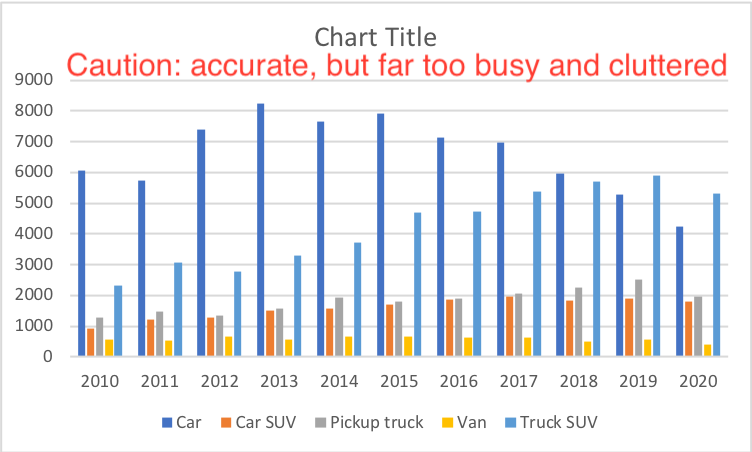 Chart Title
Caution: accurate, but far too busy and cluttered
9000
8000
7000
6000
5000
4000
3000
2000
1000
0
2010 2011 2012 2013 2014 2015 2016 2017 2018 2019 2020
Car Car SUV Pickup truck Van Truck SUV